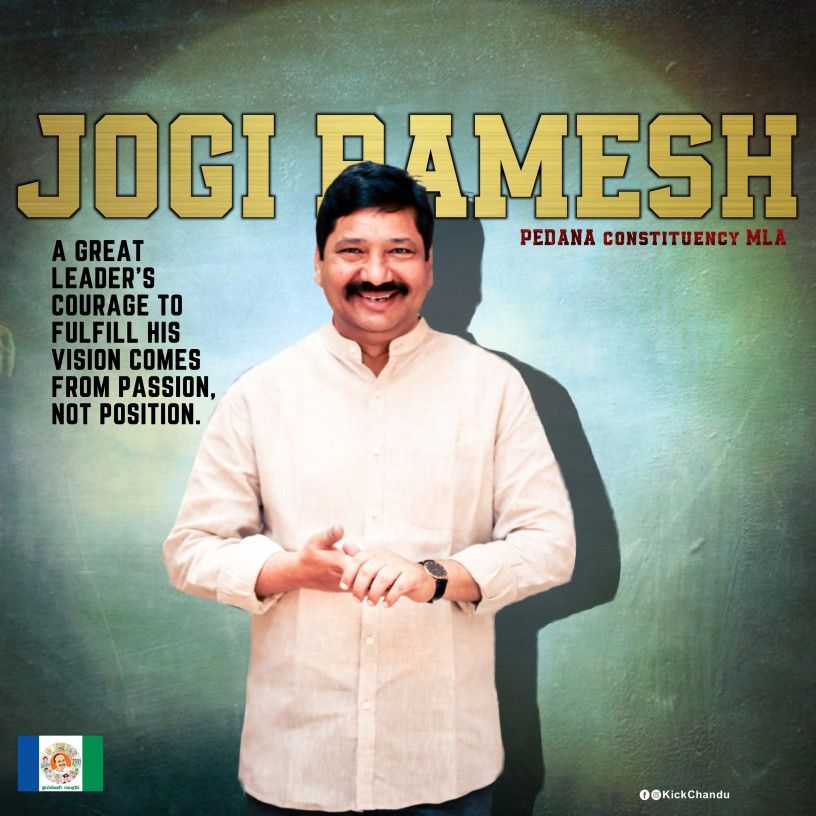 JOGI RAMESH
PEDANA CONSTITUENCY MLA
A GREAT
LEADER'S
COURAGE TO
FULFILL HIS
VISION COMES
FROM PASSION,
NOT POSITION.
KickChandu